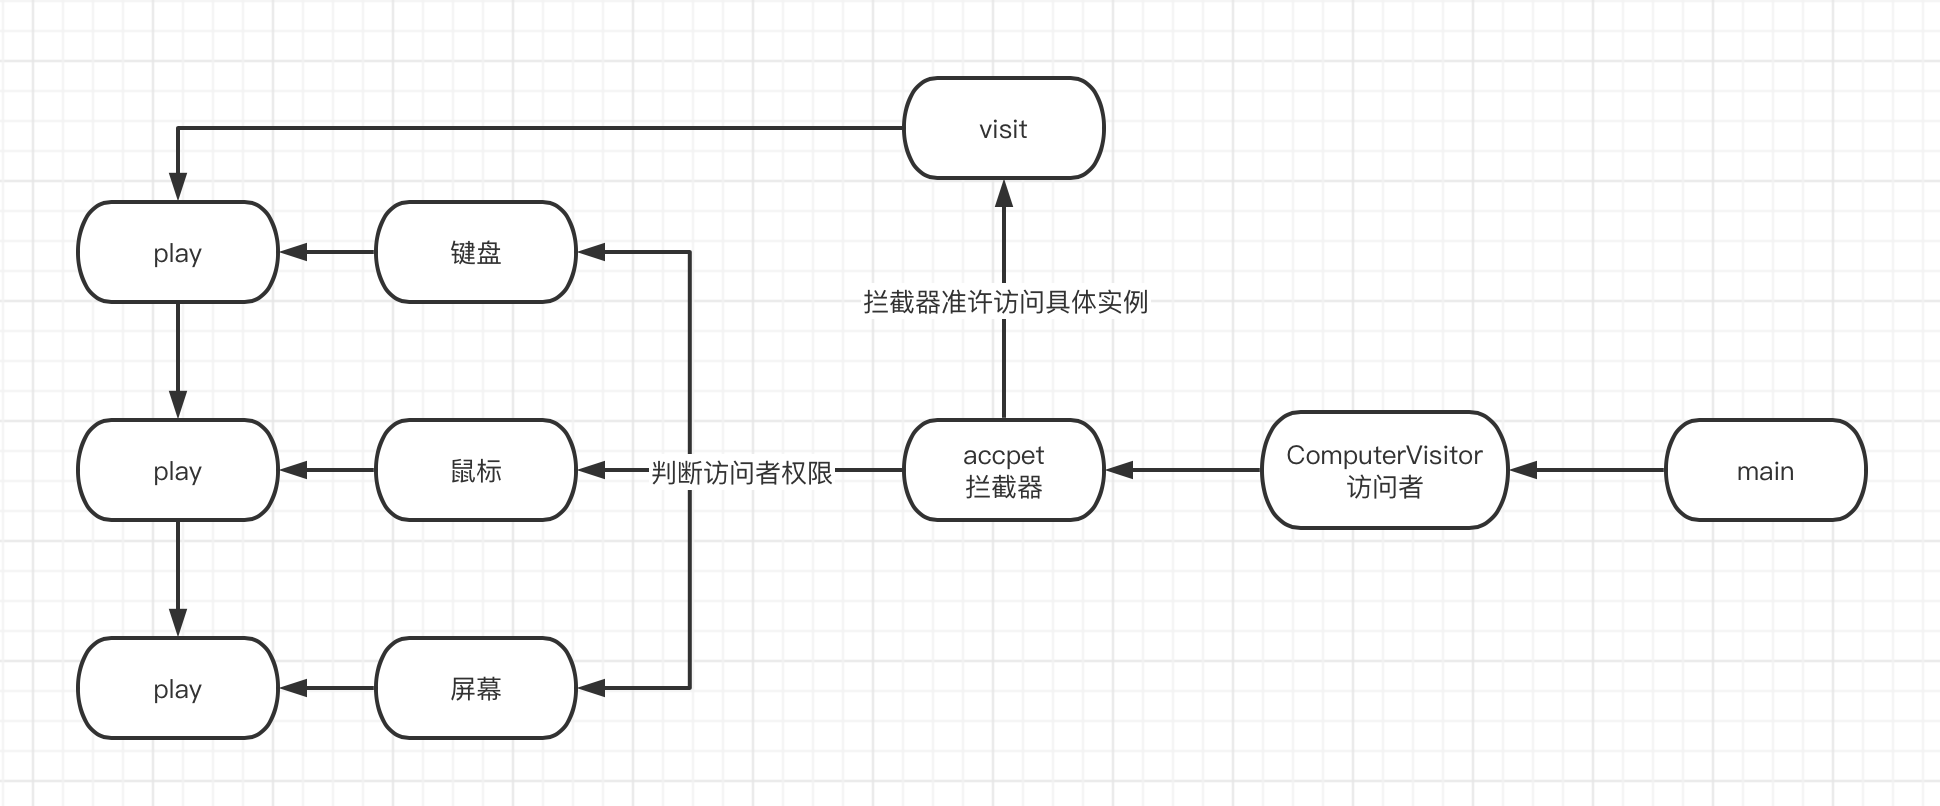 visit
play
键盘
拦截器准许访问具体实例
play
鼠标
判断访问者权限
accpet
拦截器
ComputerVisitor
访问者
main
play
屏幕